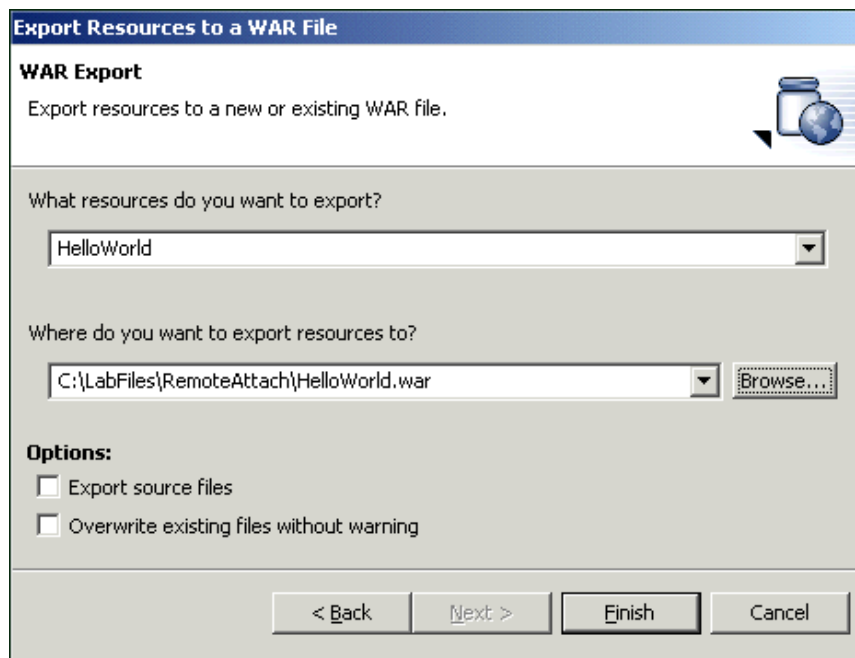 Export Resources to a WAR File
WAR Export
Export resources to a new or existing WAR file.
What resources do you want to export?
HelloWorld
Where do you want to export resources to?
C:\LabFiles\RemoteAttach\HelloWorld.war
Browse...
Options:
Export source files
Overwrite existing files without warning
< Back
Next >
Finish
Cancel